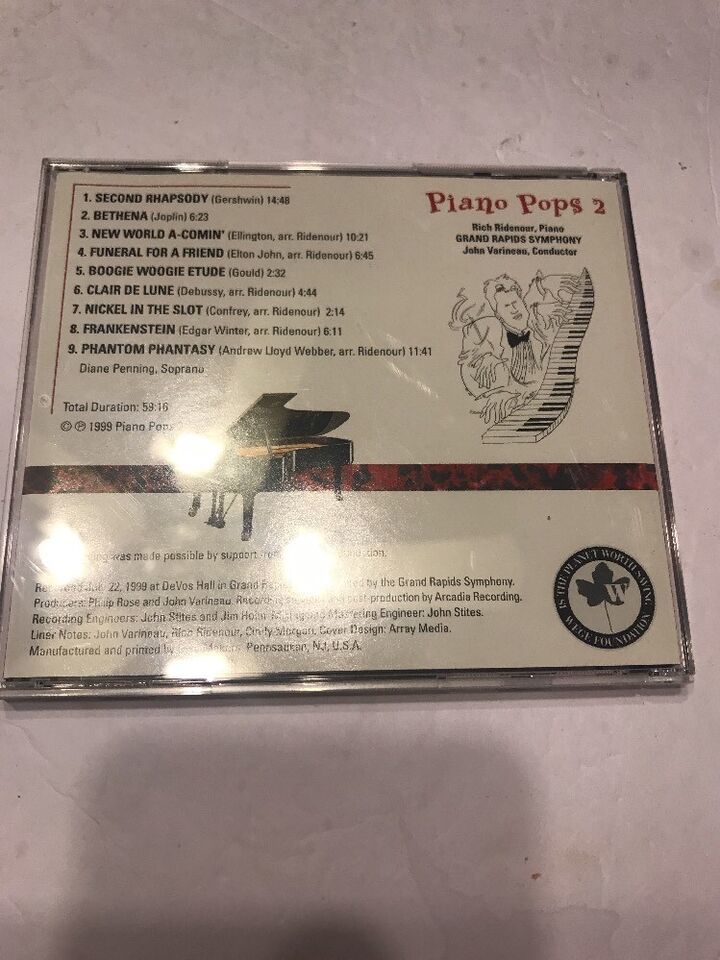 1. SECOND RHAPSODY (Gershwin) 14:48
2. BETHENA (Joplin) 6:23
3. NEW WORLD A-COMIN' (Ellington, arr. Ridenour) 10:21
4. FUNERAL FOR A FRIEND (Elton John, arr. Ridenour) 6:45
5. BOOGIE WOOGIE ETUDE (Gould) 2:32
6. CLAIR DE LUNE (Debussy, arr. Ridenour) 4:44
7. NICKEL IN THE SLOT (Confrey, arr. Ridenour) 2:14
8. FRANKENSTEIN (Edgar Winter, arr. Ridenour) 6:11
9. PHANTOM PHANTASY (Andrew Lloyd Webber, arr. Ridenour) 11:41
Diane Penning, Soprano
Total Duration: 59:16
© ℗ 1999 Piano Pops
Piano Pops 2
Rich Ridenour, Piano
GRAND RAPIDS SYMPHONY
John Varineau, Conductor
was made possible by support
22, 1999 at DeVos Hall in Grand by the Grand Rapids Symphony.
Producers: Philip Rose and John Varineau. post-production by Arcadia Recording.
Recording Engineers: John Stites and Jim Mastering Engineer: John Stites.
Liner Notes: John Varineau, Rich Ridenour, Cindy Morgan. Cover Design: Array Media.
Manufactured and printed by Pennsauken, NJ, U.S.A.
IS THE PLANET WORTH SAVING
W
WEGE FOUNDATION